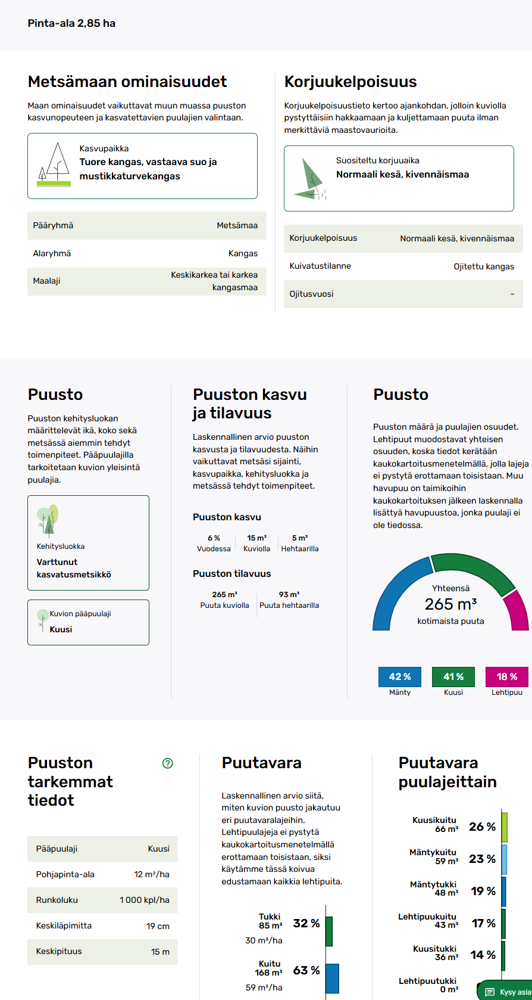 Pinta-ala 2,85 ha
Metsämaan ominaisuudet
Maan ominaisuudet vaikuttavat muun muassa puuston
kasvunopeuteen ja kasvatettavien puulajien valintaan.
Kasvupaikka
Tuore kangas, vastaava suo ja
mustikkaturvekangas
Pääryhmä Metsämaa
Alaryhmä Kangas
Maalaji Keskikarkea tai karkea
kangasmaa
Korjuukelpoisuus
Korjuukelpoisuustieto kertoo ajankohdan, jolloin kuviolla
pystyttäisiin hakkaamaan ja kuljettamaan puuta ilman
merkittäviä maastovaurioita.
Suositeltu korjuuaika
Normaali kesä, kivennäismaa
Korjuukelpoisuus Normaali kesä, kivennäismaa
Kuivatustilanne Ojitettu kangas
Ojitusvuosi -
Puusto
Puuston kehitysluokan
määrittelevät ikä, koko sekä
metsässä aiemmin tehdyt
toimenpiteet. Pääpuulajilla
tarkoitetaan kuvion yleisintä
puulajia.
Kehitysluokka
Varttunut
kasvatusmetsikkö
Kuvion pääpuulaji
Kuusi
Puuston kasvu
ja tilavuus
Laskennallinen arvio puuston
kasvusta ja tilavuudesta. Näihin
vaikuttavat metsäsi sijainti,
kasvupaikka, kehitysluokka ja
metsässä tehdyt toimenpiteet.
Puuston kasvu
6 % 15 m³ 5 m³
Vuodessa Kuviolla Hehtaarilla
Puuston tilavuus
265 m³ 93 m³
Puuta kuviolla Puuta hehtaarilla
Puusto
Puuston määrä ja puulajien osuudet.
Lehtipuut muodostavat yhteisen
osuuden, koska tiedot kerätään
kaukokartoitusmenetelmällä, jolla lajeja
ei pystytä erottamaan toisistaan. Muu
havupuu on taimikoihin
kaukokartoituksen jälkeen laskennalla
lisättyä havupuustoa, jonka puulaji ei
ole tiedossa.
Yhteensä
265 m³
kotimaista puuta
42 % 41 % 18 %
Mänty Kuusi Lehtipuu
Puuston
tarkemmat
tiedot
?
Pääpuulaji Kuusi
Pohjapinta-ala 12 m²/ha
Runkoluku 1 000 kpl/ha
Keskiläpimitta 19 cm
Keskipituus 15 m
Puutavara
Laskennallinen arvio siitä,
miten kuvion puusto jakautuu
eri puutavaralajeihin.
Lehtipuulajeja ei pystytä
kaukokartoitusmenetelmällä
erottamaan toisistaan, siksi
käytämme tässä koivua
edustamaan kaikkia lehtipuita.
Tukki
85 m³ 32 %
30 m³/ha
Kuitu
168 m³ 63 %
59 m³/ha
Puutavara
puulajeittain
Kuusikuitu
66 m³ 26 %
Mäntykuitu
59 m³ 23 %
Mäntytukki
48 m³ 19 %
Lehtipuukuitu
43 m³ 17 %
Kuusitukki
36 m³ 14 %
Lehtipuutukki
0 m³
Kysy asia